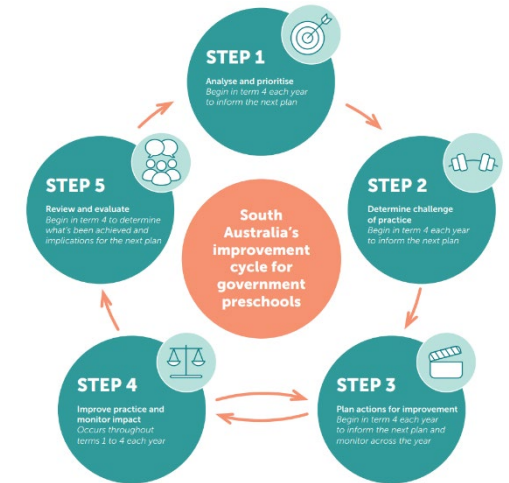 STEP 1
Analyse and prioritise
Begin in term 4 each year
to inform the next plan
STEP 2
Determine challenge
of practice
Begin in term 4 each year
to inform the next plan
STEP 3
Plan actions for improvement
Begin in term 4 each year
to inform the next plan and
monitor across the year
STEP 4
Improve practice and
monitor impact
Occurs throughout
terms 1 to 4 each year
STEP 5
Review and evaluate
Begin in term 4 to determine
what's been achieved and
implications for the next plan
South
Australia's
improvement
cycle for
government
preschools